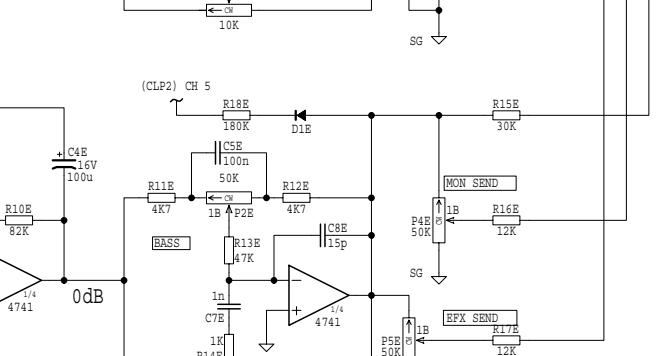 CW
10K
SG
(CLP2) CH 5
R18E
180K
D1E
R15E
30K
C4E
+
16V
100u
C5E
100n
50K
R11E
4K7
CW
1B
P2E
R12E
4K7
MON SEND
1B
P4E
50K
CW
R16E
12K
R10E
82K
BASS
R13E
47K
C8E
15p
SG
1/4
4741
0dB
1n
C7E
1K
R14E
−
+
1/4
4741
EFX SEND
1B
P5E
50K
CW
R17E
12K